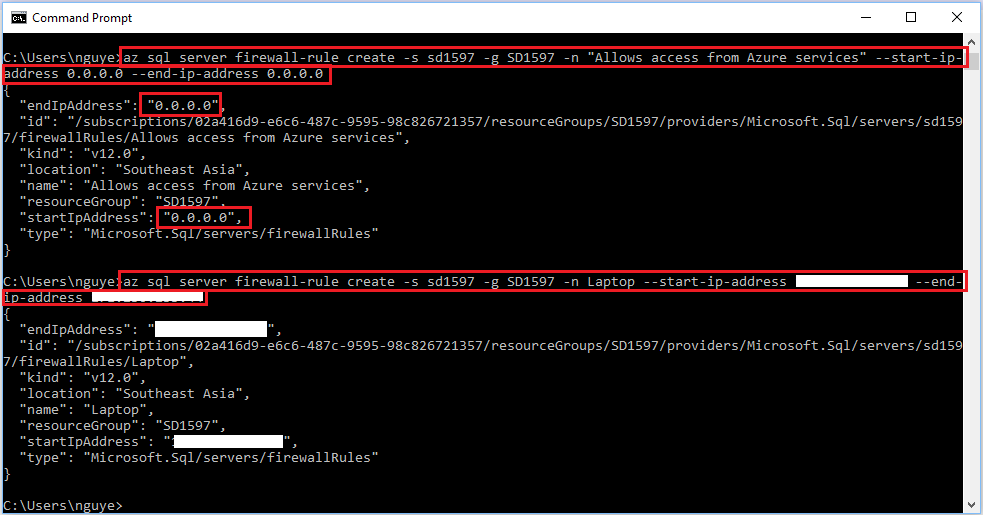 Command Prompt
C:\Users\nguye>az sql server firewall-rule create -s sd1597 -g SD1597 -n "Allows access from Azure services" --start-ip-
address 0.0.0.0 --end-ip-address 0.0.0.0
{
  "endIpAddress": "0.0.0.0",
  "id": "/subscriptions/02a416d9-e6c6-487c-9595-98c826721357/resourceGroups/SD1597/providers/Microsoft.Sql/servers/sd159
7/firewallRules/Allows access from Azure services",
  "kind": "v12.0",
  "location": "Southeast Asia",
  "name": "Allows access from Azure services",
  "resourceGroup": "SD1597",
  "startIpAddress": "0.0.0.0",
  "type": "Microsoft.Sql/servers/firewallRules"
}
C:\Users\nguye>az sql server firewall-rule create -s sd1597 -g SD1597 -n Laptop --start-ip-address --end-
ip-address
{
  "endIpAddress": "",
  "id": "/subscriptions/02a416d9-e6c6-487c-9595-98c826721357/resourceGroups/SD1597/providers/Microsoft.Sql/servers/sd159
7/firewallRules/Laptop",
  "kind": "v12.0",
  "location": "Southeast Asia",
  "name": "Laptop",
  "resourceGroup": "SD1597",
  "startIpAddress": "",
  "type": "Microsoft.Sql/servers/firewallRules"
}
C:\Users\nguye>